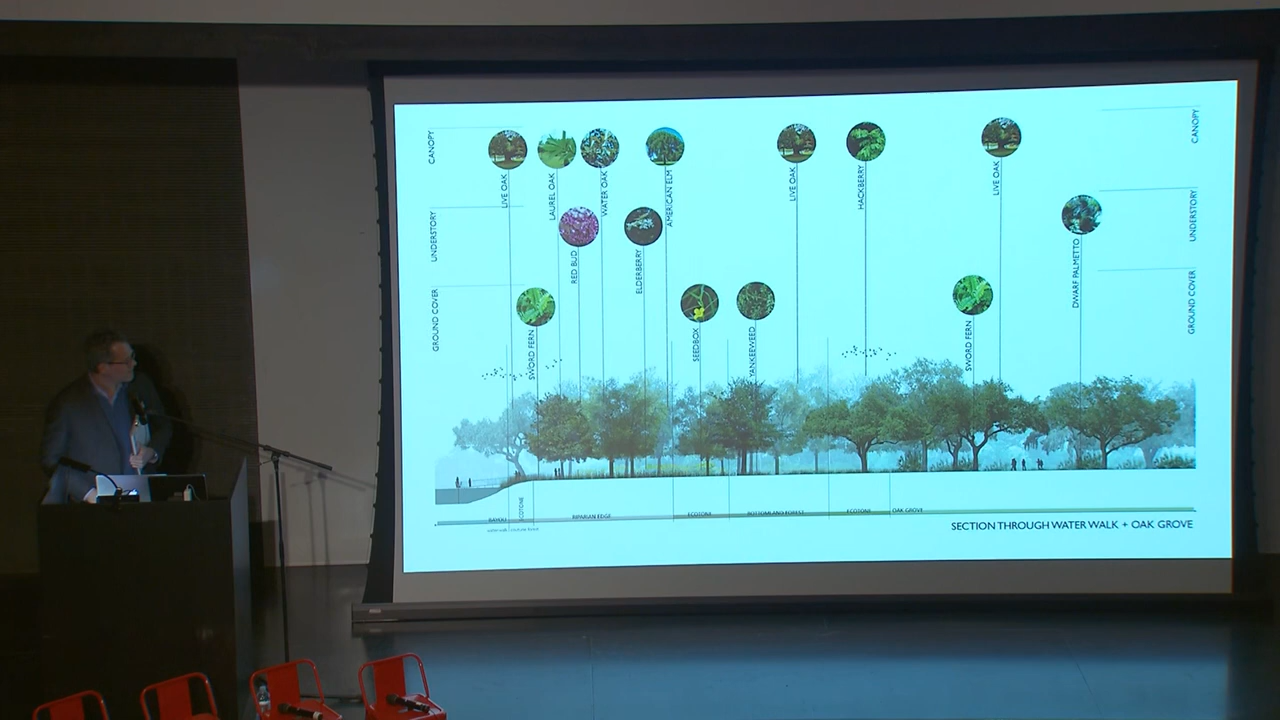 CANOPY
UNDERSTORY
GROUND COVER
LIVE OAK
LAUREL OAK
WATER OAK
AMERICAN ELM
LIVE OAK
HACKBERRY
LIVE OAK
RED BUD
ELDERBERRY
DWARF PALMETTO
SWORD FERN
SEEDBOX
YANKEEWEED
SWORD FERN
CANOPY
UNDERSTORY
GROUND COVER
BAYOU
ECOTONE
RIPARIAN EDGE
ECOTONE
BOTTOMLAND FOREST
ECOTONE
OAK GROVE
SECTION THROUGH WATER WALK + OAK GROVE